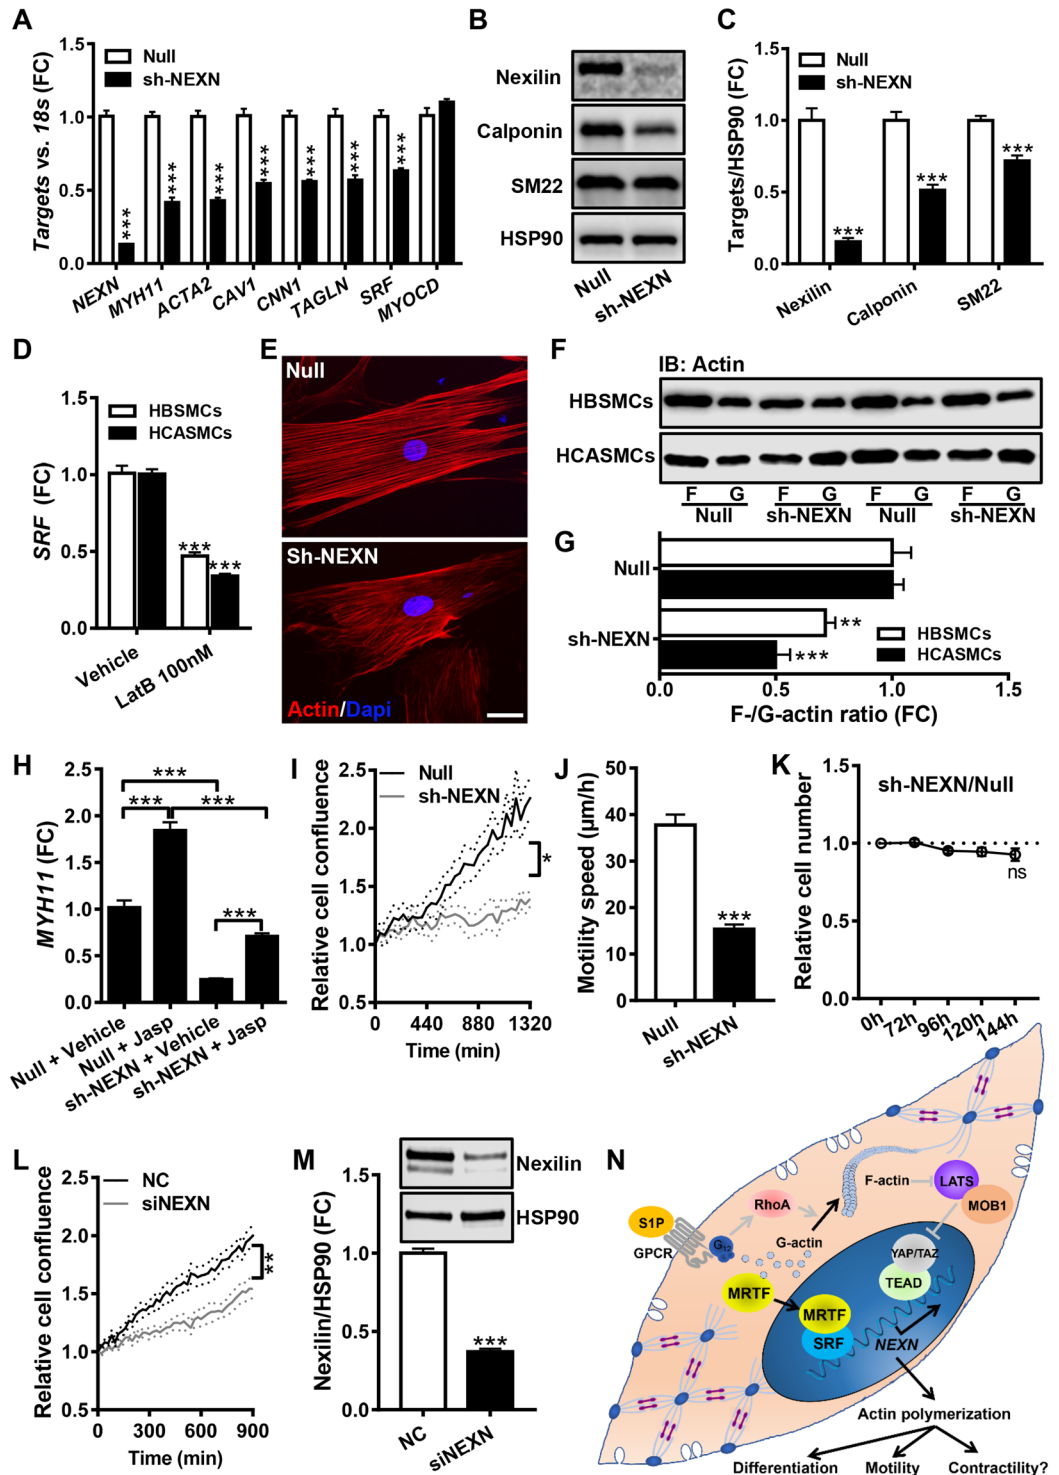 A
Targets vs. 18s (FC)
1.5
1.0
0.5
0.0
Null
sh-NEXN
***
***
***
***
***
***
***
NEXN
MYH11
ACTA2
CAV1
CNN1
TAGLN
SRF
MYOCD
B
Nexilin
Calponin
SM22
HSP90
Null
sh-NEXN
C
Targets/HSP90 (FC)
1.5
1.0
0.5
0.0
Null
sh-NEXN
***
***
***
Nexilin
Calponin
SM22
D
SRF (FC)
1.5
1.0
0.5
0.0
HBSMCs
HCASMCs
***
***
Vehicle
LatB 100nM
E
Null
Sh-NEXN
Actin/Dapi
F
IB: Actin
HBSMCs
HCASMCs
F G F G F G F G
Null sh-NEXN Null sh-NEXN
G
Null
sh-NEXN
**
***
HBSMCs
HCASMCs
0.0 0.5 1.0 1.5
F-/G-actin ratio (FC)
H
MYH11 (FC)
2.5
2.0
1.5
1.0
0.5
0.0
***
***
***
***
Null + Vehicle
Null + Jasp
sh-NEXN + Vehicle
sh-NEXN + Jasp
I
Relative cell confluence
2.5
2.0
1.5
1.0
0.5
Null
sh-NEXN
*
0 440 880 1320
Time (min)
J
Motility speed (µm/h)
50
40
30
20
10
0
***
Null
sh-NEXN
K
Relative cell number
1.5
1.0
0.5
0.0
sh-NEXN/Null
ns
0h
72h
96h
120h
144h
L
Relative cell confluence
2.5
2.0
1.5
1.0
0.5
NC
siNEXN
**
0 300 600 900
Time (min)
M
Nexilin
HSP90
Nexilin/HSP90 (FC)
1.5
1.0
0.5
0.0
***
NC
siNEXN
N
S1P
GPCR
G12
RhoA
G-actin
F-actin
LATS
MOB1
YAP/TAZ
TEAD
MRTF
MRTF
SRF
NEXN
Actin polymerization
Differentiation Motility Contractility?